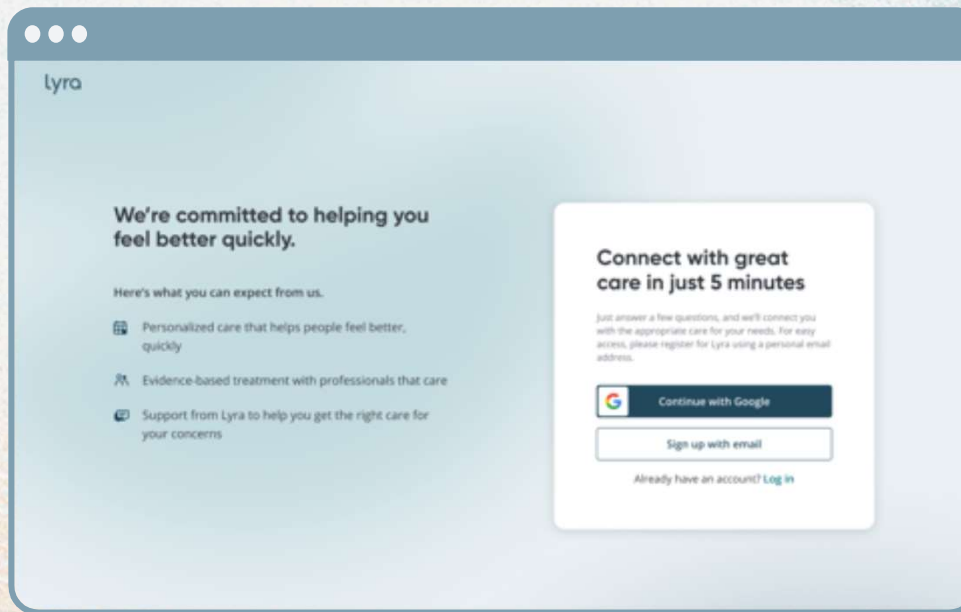 lyra
We're committed to helping you
feel better quickly.
Here's what you can expect from us.
Personalized care that helps people feel better,
quickly
Evidence-based treatment with professionals that care
Support from Lyra to help you get the right care for
your concerns
Connect with great
care in just 5 minutes
Just answer a few questions, and we'll connect you
with the appropriate care for your needs. For easy
access, please register for Lyra using a personal email
address.
Continue with Google
Sign up with email
Already have an account? Log in